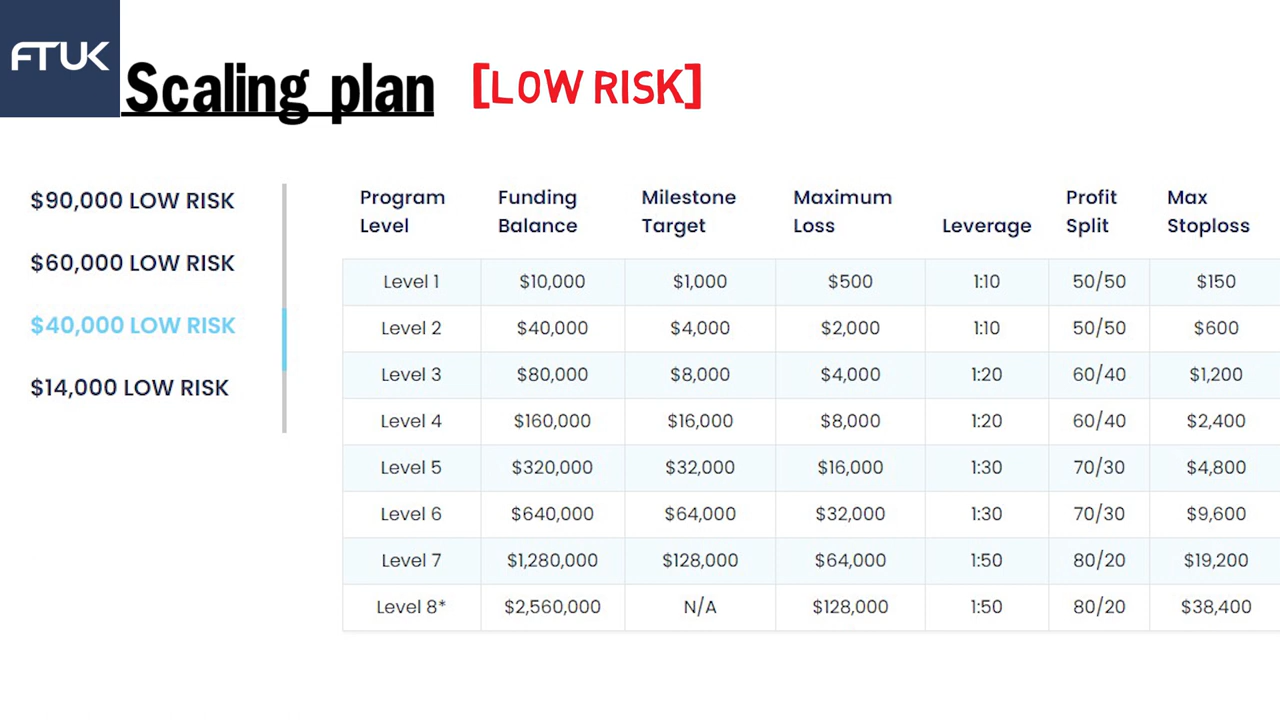 FTUK
Scaling plan [LOW RISK]
$90,000 LOW RISK
$60,000 LOW RISK
$40,000 LOW RISK
$14,000 LOW RISK
Program Level Funding Balance Milestone Target Maximum Loss Leverage Profit Split Max Stoploss
Level 1 $10,000 $1,000 $500 1:10 50/50 $150
Level 2 $40,000 $4,000 $2,000 1:10 50/50 $600
Level 3 $80,000 $8,000 $4,000 1:20 60/40 $1,200
Level 4 $160,000 $16,000 $8,000 1:20 60/40 $2,400
Level 5 $320,000 $32,000 $16,000 1:30 70/30 $4,800
Level 6 $640,000 $64,000 $32,000 1:30 70/30 $9,600
Level 7 $1,280,000 $128,000 $64,000 1:50 80/20 $19,200
Level 8* $2,560,000 N/A $128,000 1:50 80/20 $38,400